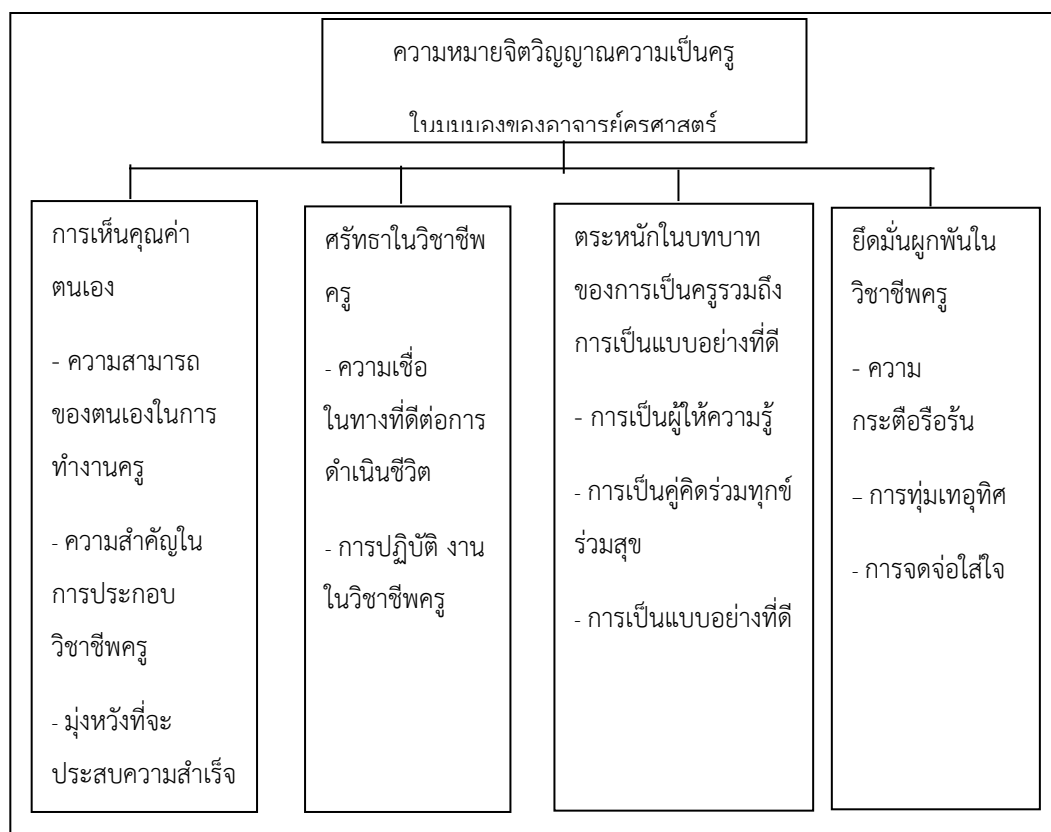 ความหมายจิตวิญญาณความเป็นครู
ในมุมมองของอาจารย์ครุศาสตร์
การเห็นคุณค่า
ตนเอง
- ความสามารถ
ของตนเองในการ
ทำงานครู
- ความสำคัญใน
การประกอบ
วิชาชีพครู
- มุ่งหวังที่จะ
ประสบความสำเร็จ
ศรัทธาในวิชาชีพ
ครู
- ความเชื่อ
ในทางที่ดีต่อการ
ดำเนินชีวิต
- การปฏิบัติ งาน
ในวิชาชีพครู
ตระหนักในบทบาท
ของการเป็นครูรวมถึง
การเป็นแบบอย่างที่ดี
- การเป็นผู้ให้ความรู้
- การเป็นคู่คิดร่วมทุกข์
ร่วมสุข
- การเป็นแบบอย่างที่ดี
ยึดมั่นผูกพันใน
วิชาชีพครู
- ความ
กระตือรือร้น
– การทุ่มเทอุทิศ
- การจดจ่อใส่ใจ